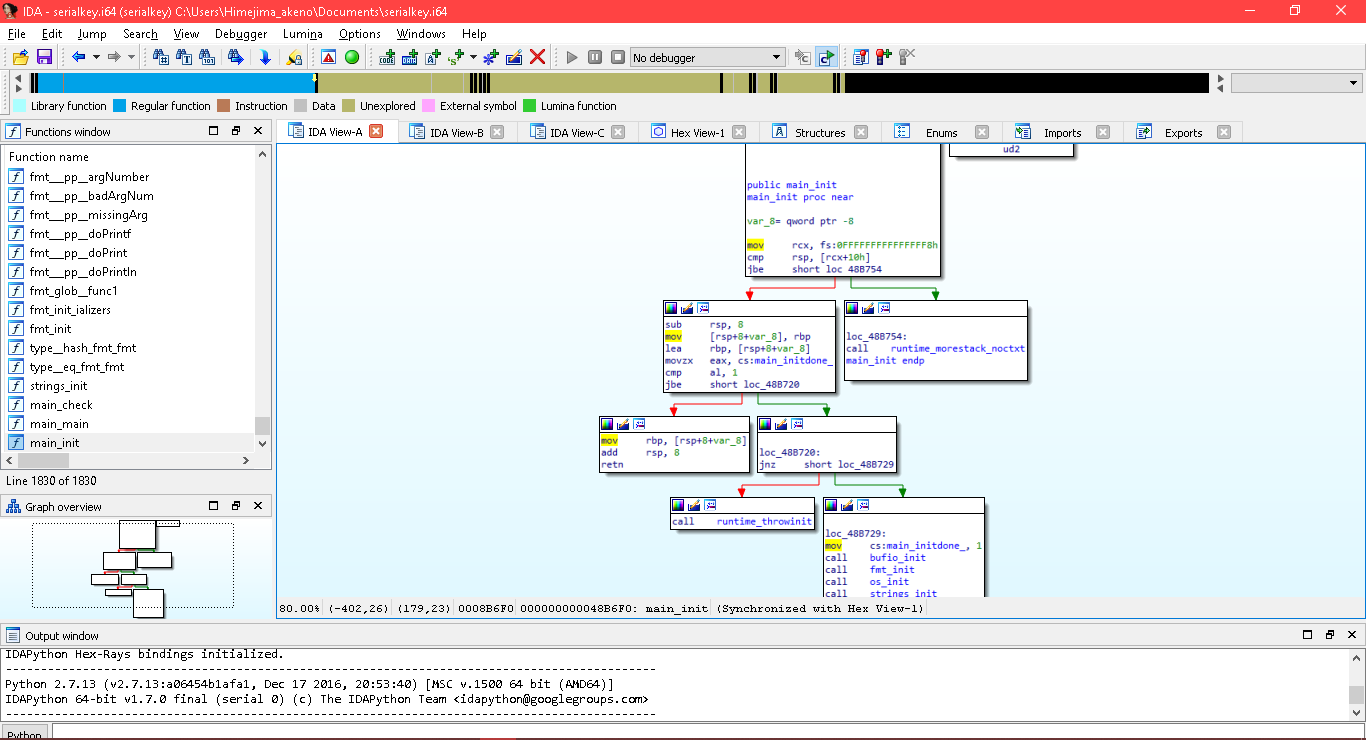 IDA - serialkey.i64 (serialkey) C:\Users\Himejima_akeno\Documents\serialkey.i64
File Edit Jump Search View Debugger Lumina Options Windows Help
No debugger
Library function Regular function Instruction Data Unexplored External symbol Lumina function
Functions window
IDA View-A IDA View-B IDA View-C Hex View-1 Structures Enums Imports Exports
Function name
fmt___pp__argNumber
fmt___pp__badArgNum
fmt___pp__missingArg
fmt___pp__doPrintf
fmt___pp__doPrint
fmt___pp__doPrintln
fmt_glob__func1
fmt_init_ializers
fmt_init
type__hash_fmt_fmt
type__eq_fmt_fmt
strings_init
main_check
main_main
main_init
Line 1830 of 1830
Graph overview
ud2
public main_init
main_init proc near
var_8= qword ptr -8
mov rcx, fs:0FFFFFFFFFFFFFFF8h
cmp rsp, [rcx+10h]
jbe short loc_48B754
sub rsp, 8
mov [rsp+8+var_8], rbp
lea rbp, [rsp+8+var_8]
movzx eax, cs:main_initdone_
cmp al, 1
jbe short loc_48B720
loc_48B754:
call runtime_morestack_noctxt
main_init endp
mov rbp, [rsp+8+var_8]
add rsp, 8
retn
loc_48B720:
jnz short loc_48B729
call runtime_throwinit
loc_48B729:
mov cs:main_initdone_, 1
call bufio_init
call fmt_init
call os_init
call strings_init
80.00% (-402,26) (179,23) 0008B6F0 000000000048B6F0: main_init (Synchronized with Hex View-1)
Output window
IDAPython Hex-Rays bindings initialized.
Python 2.7.13 (v2.7.13:a06454b1afa1, Dec 17 2016, 20:53:40) [MSC v.1500 64 bit (AMD64)]
IDAPython 64-bit v1.7.0 final (serial 0) (c) The IDAPython Team <idapython@googlegroups.com>
Python